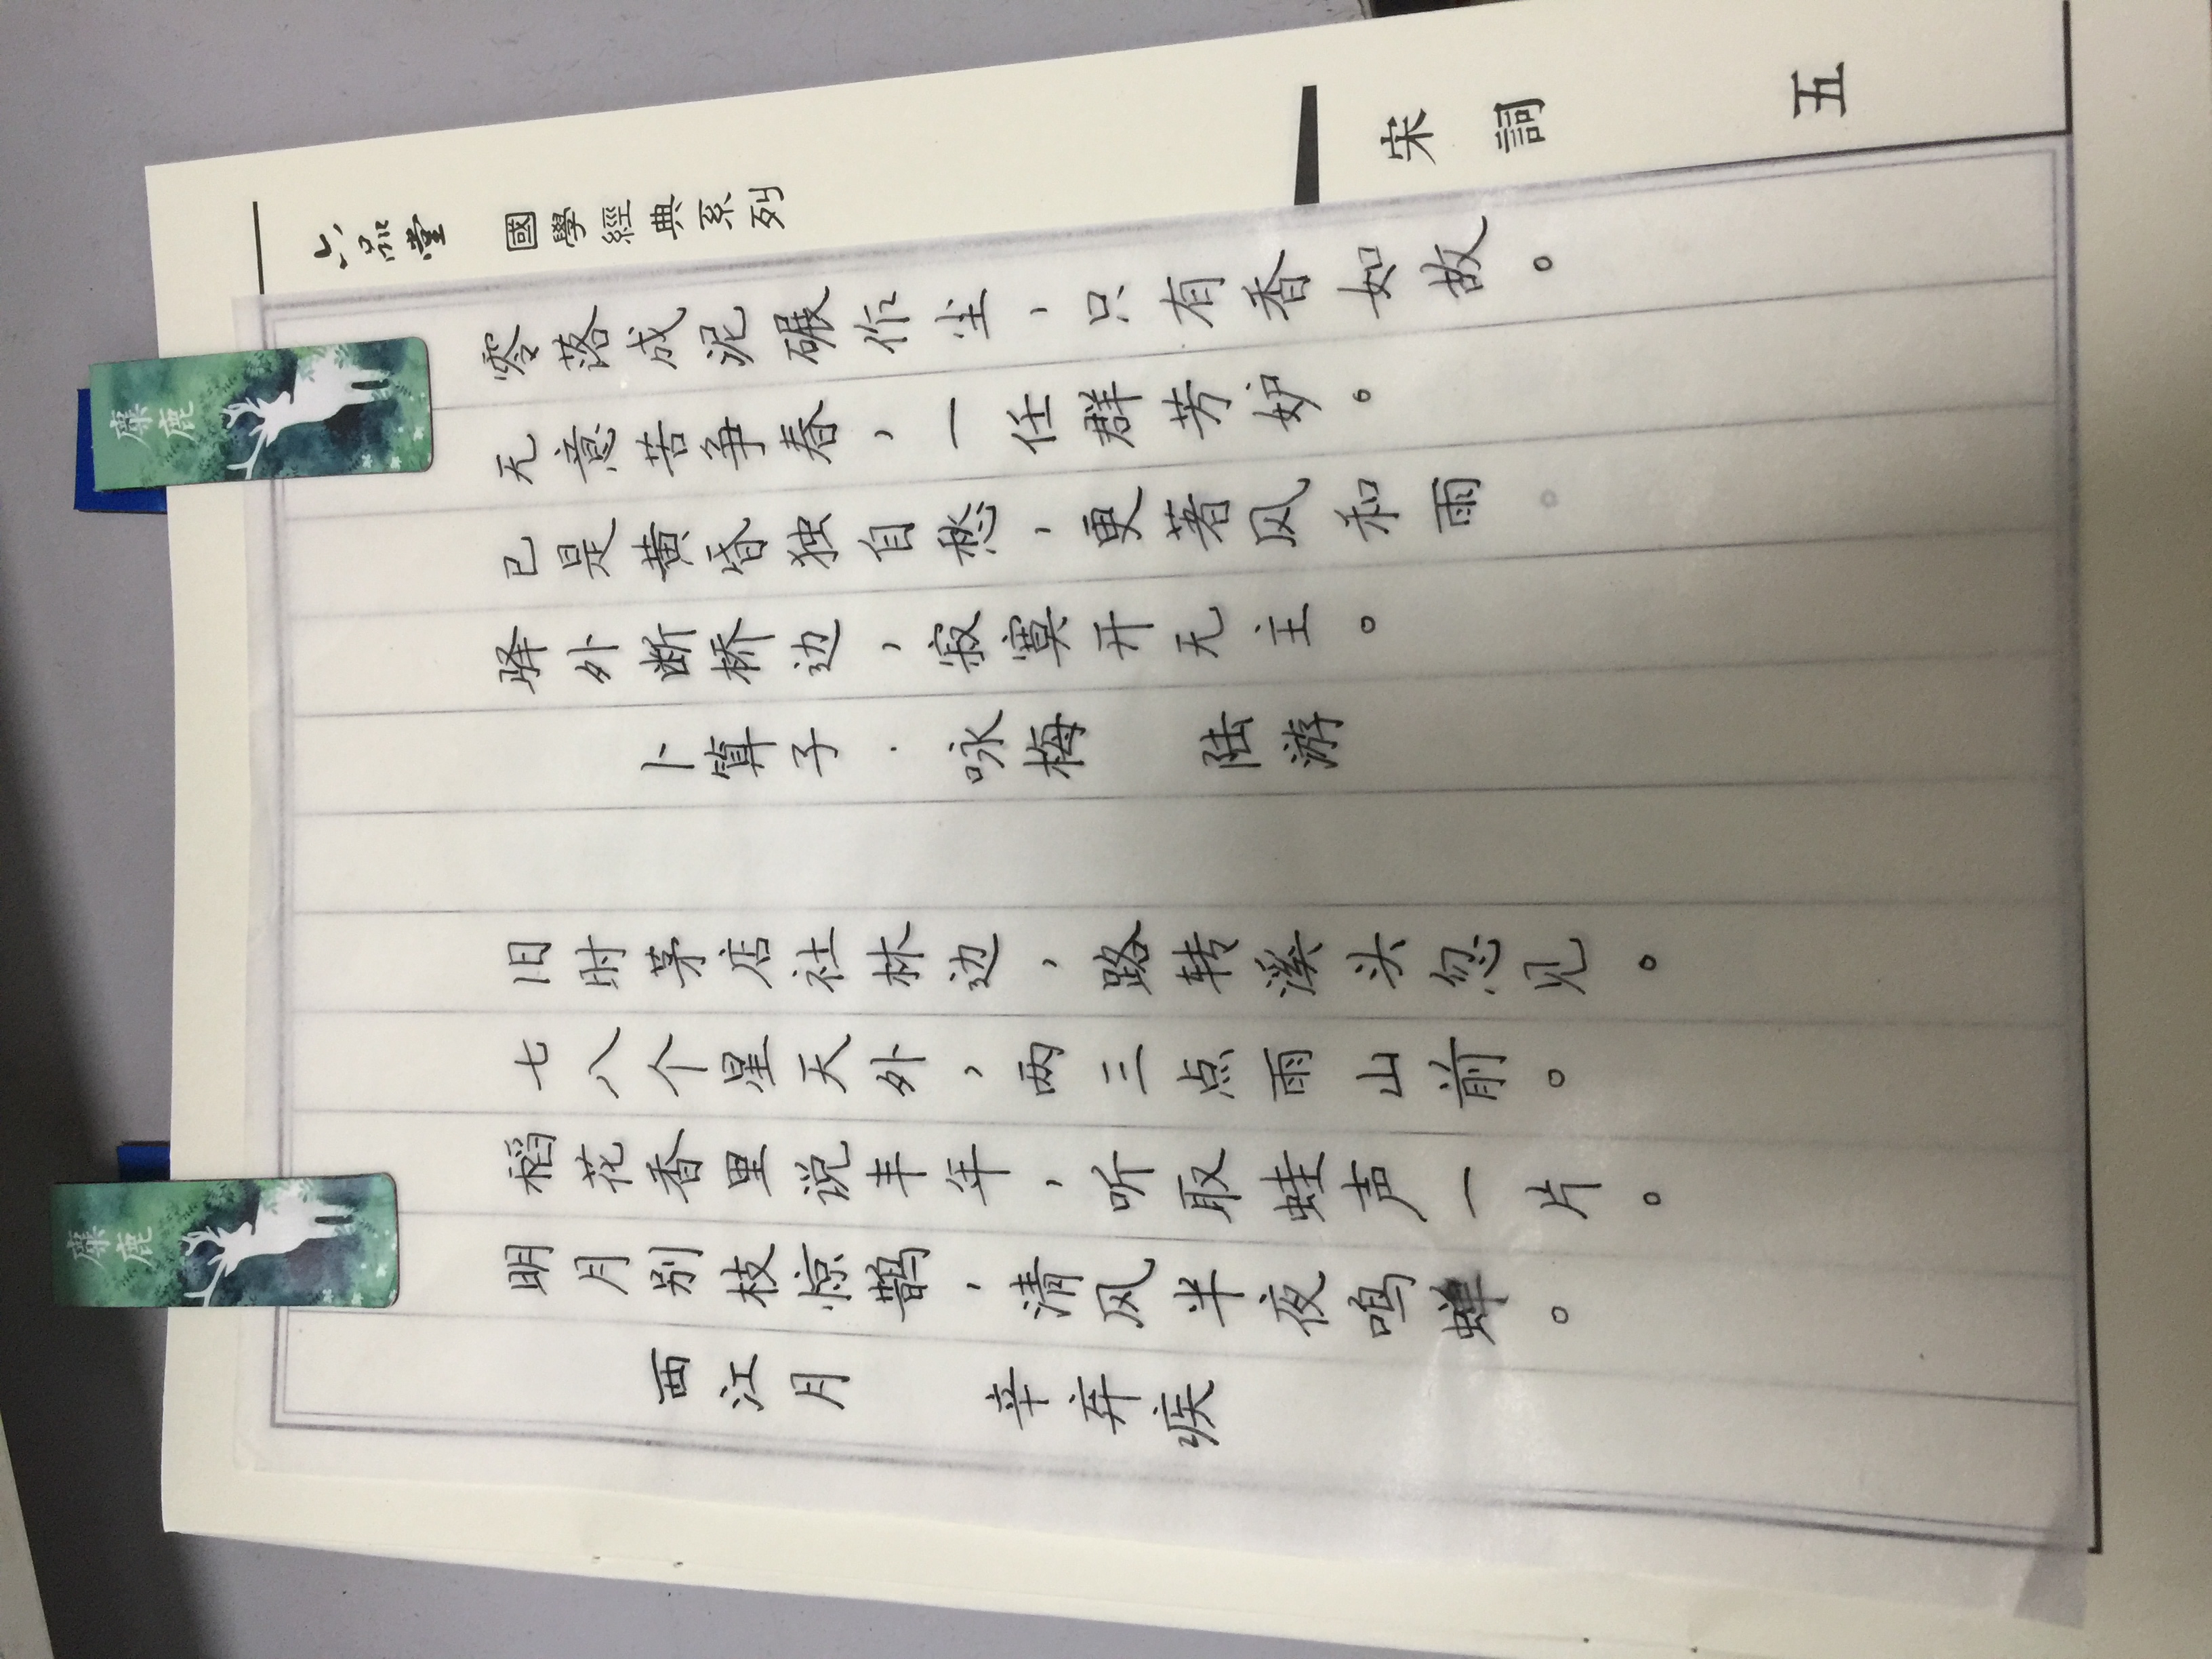 麋鹿
麋鹿
西江月 辛弃疾
明月别枝惊鹊，清风半夜鸣蝉。
稻花香里说丰年，听取蛙声一片。
七八个星天外，两三点雨山前。
旧时茅店社林边，路转溪头忽见。
卜算子·咏梅 陆游
驿外断桥边，寂寞开无主。
已是黄昏独自愁，更著风和雨。
无意苦争春，一任群芳妒。
零落成泥碾作尘，只有香如故。
六品堂 國學經典系列
宋詞
五